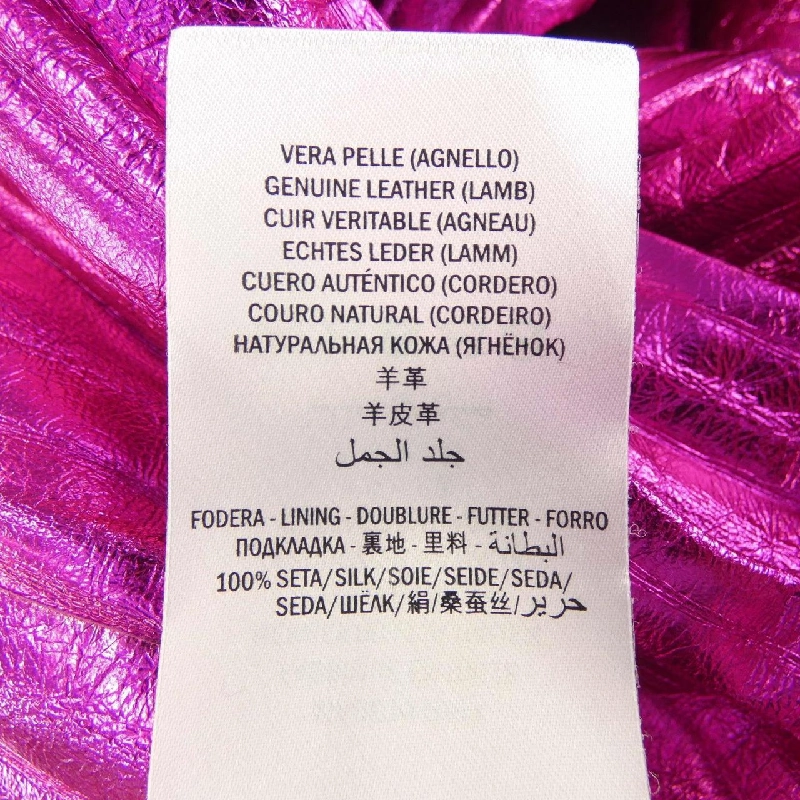 VERA PELLE (AGNELLO)
GENUINE LEATHER (LAMB)
CUIR VERITABLE (AGNEAU)
ECHTES LEDER (LAMM)
CUERO AUTÉNTICO (CORDERO)
COURO NATURAL (CORDEIRO)
НАТУРАЛЬНАЯ КОЖА (ЯГНЁНОК)
羊革
羊皮革
جلد الجمل
FODERA - LINING - DOUBLURE - FUTTER - FORRO
ПОДКЛАДКА - 裏地 - 里料 - البطانة
100% SETA/SILK/SOIE/SEIDE/SEDA/
SEDA/ШЁЛК/絹/桑蚕丝/حرير